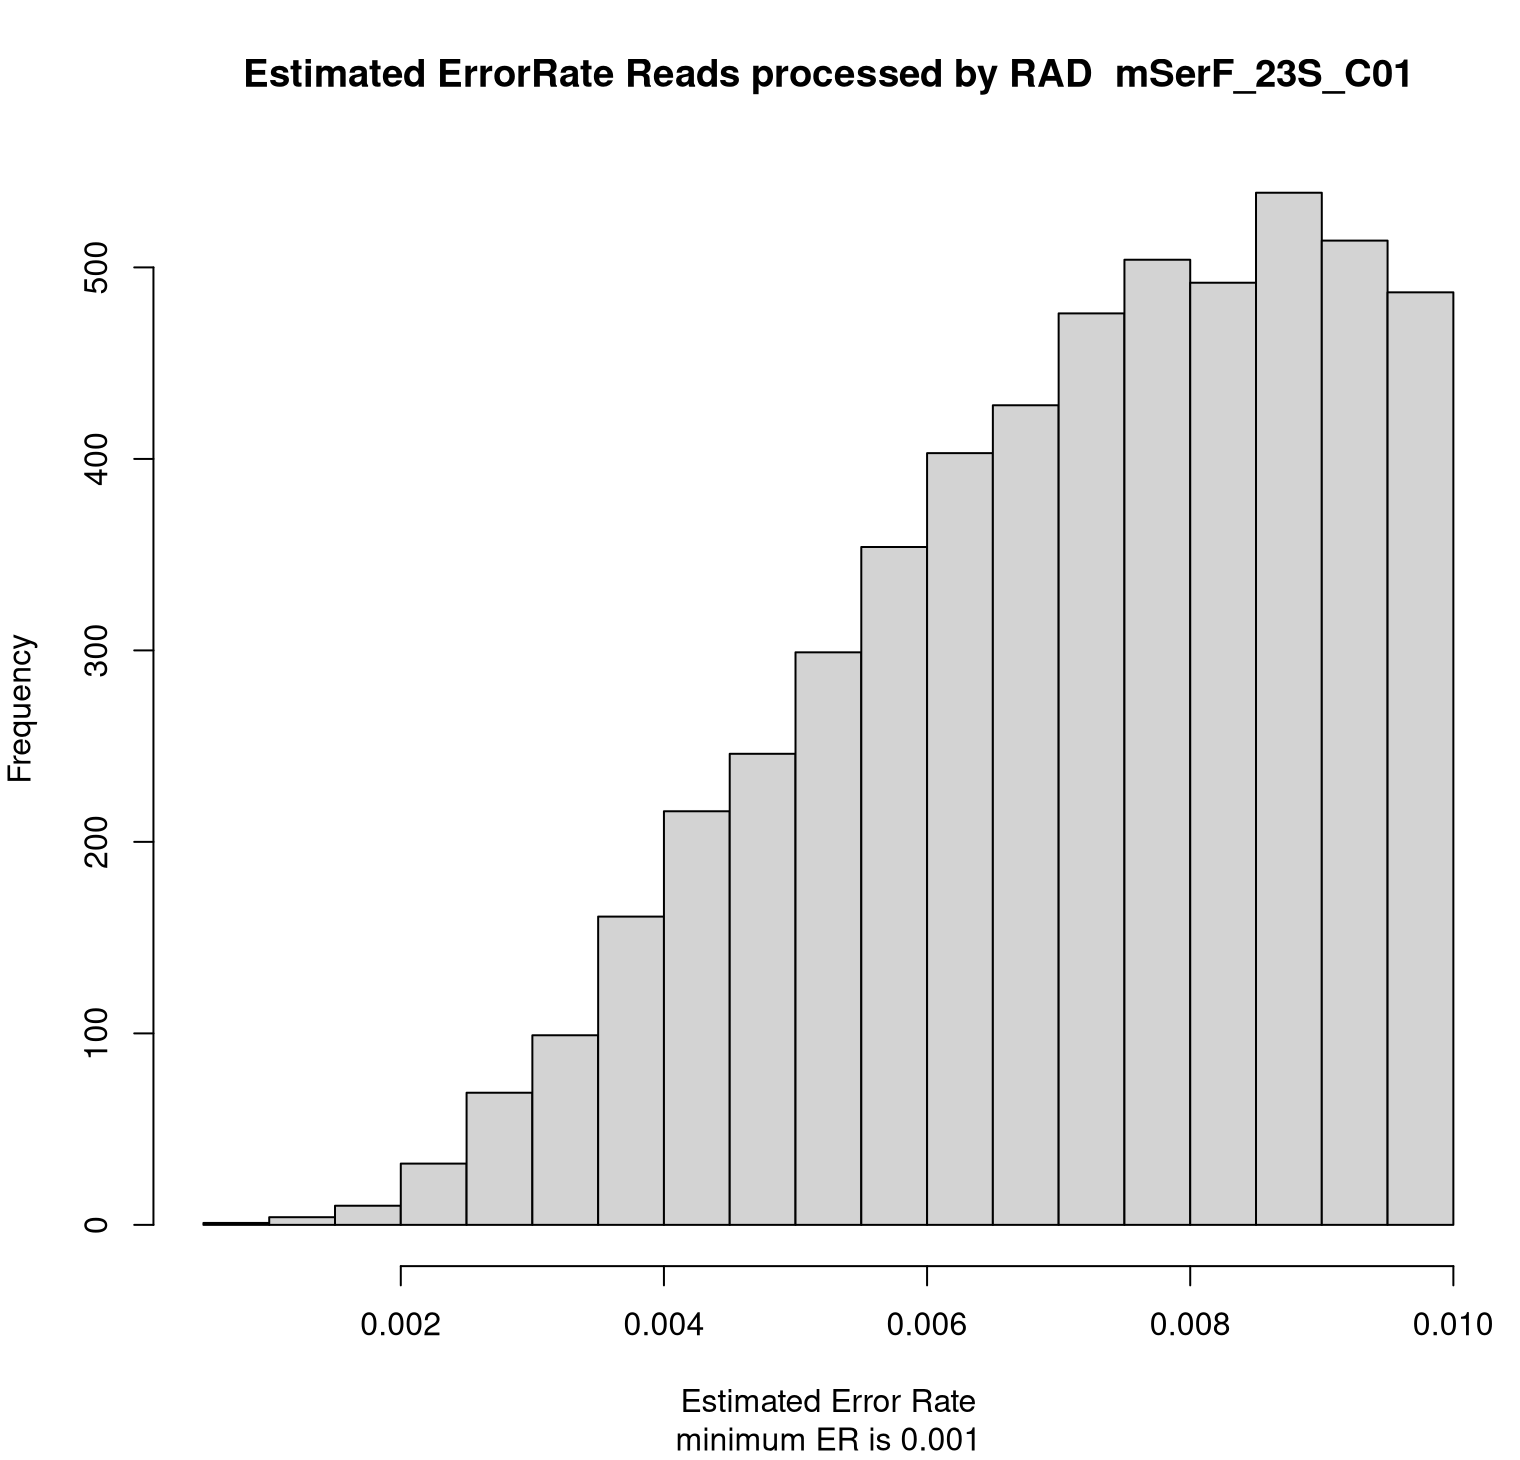 Estimated ErrorRate Reads processed by RAD  mSerF_23S_C01
500
400
300
200
100
0
Frequency
0.002 0.004 0.006 0.008 0.010
Estimated Error Rate
minimum ER is 0.001